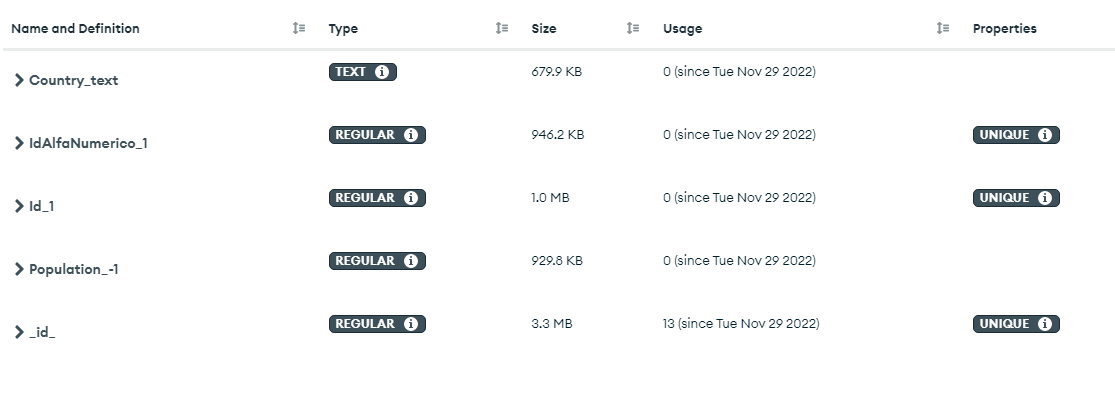 Name and Definition Type Size Usage Properties
Country_text TEXT i 679.9 KB 0 (since Tue Nov 29 2022)
IdAlfaNumerico_1 REGULAR i 946.2 KB 0 (since Tue Nov 29 2022) UNIQUE i
Id_1 REGULAR i 1.0 MB 0 (since Tue Nov 29 2022) UNIQUE i
Population_-1 REGULAR i 929.8 KB 0 (since Tue Nov 29 2022)
_id_ REGULAR i 3.3 MB 13 (since Tue Nov 29 2022) UNIQUE i